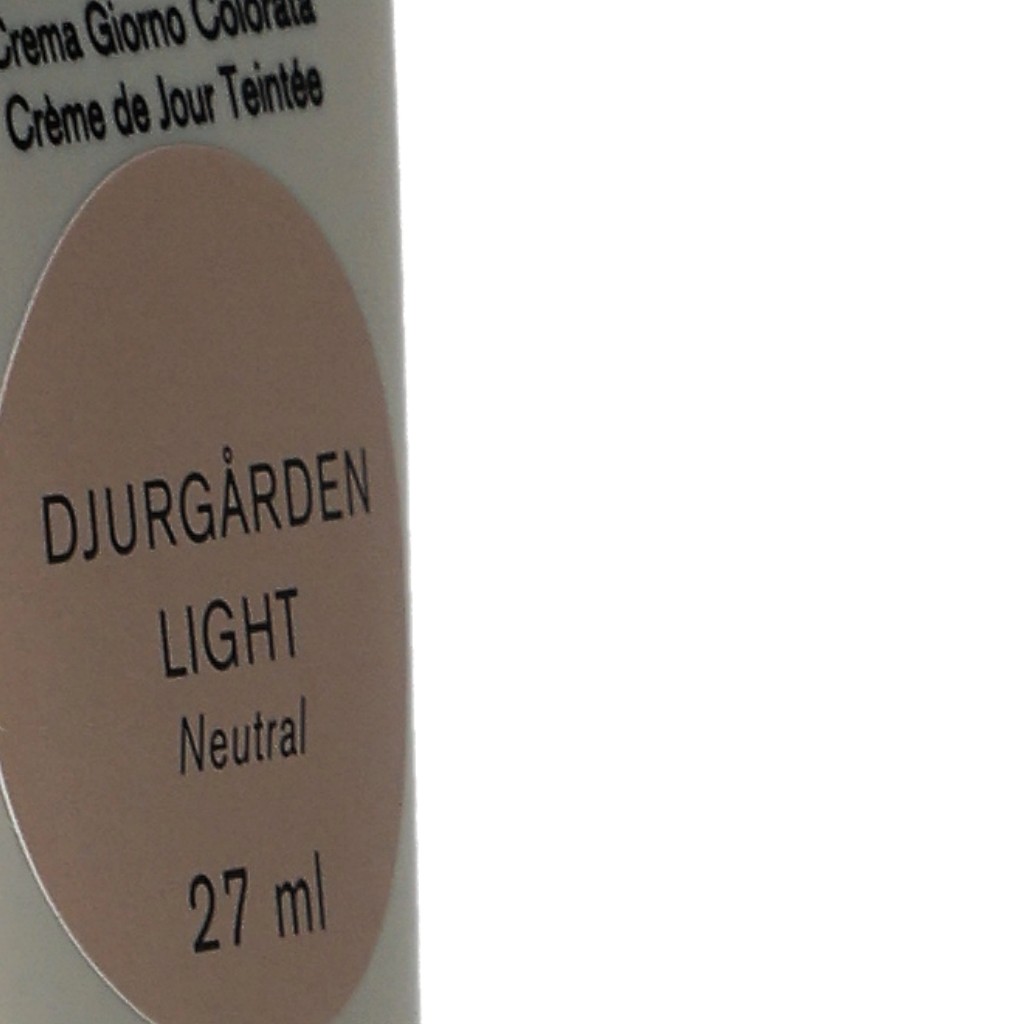 Crema Giorno Colorata
Crème de Jour Teintée
DJURGÅRDEN
LIGHT
Neutral
27 ml